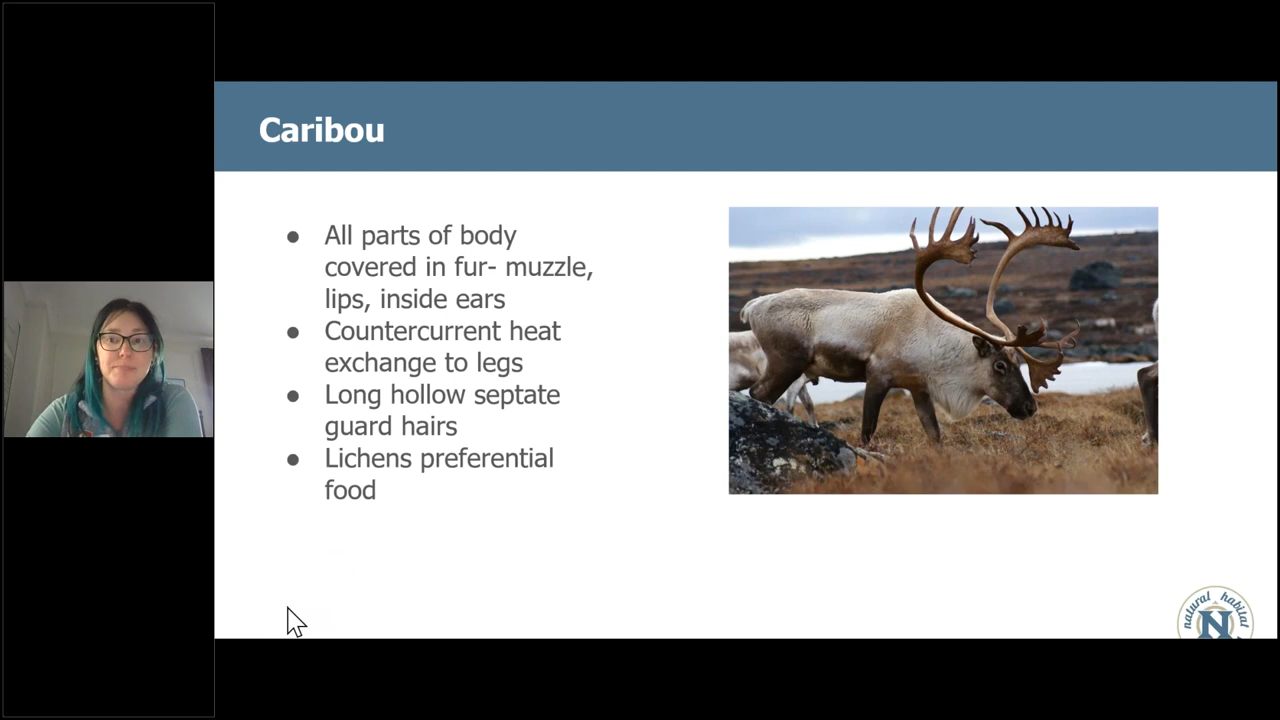 Caribou
● All parts of body
covered in fur- muzzle,
lips, inside ears
● Countercurrent heat
exchange to legs
● Long hollow septate
guard hairs
● Lichens preferential
food
natural habitat
N